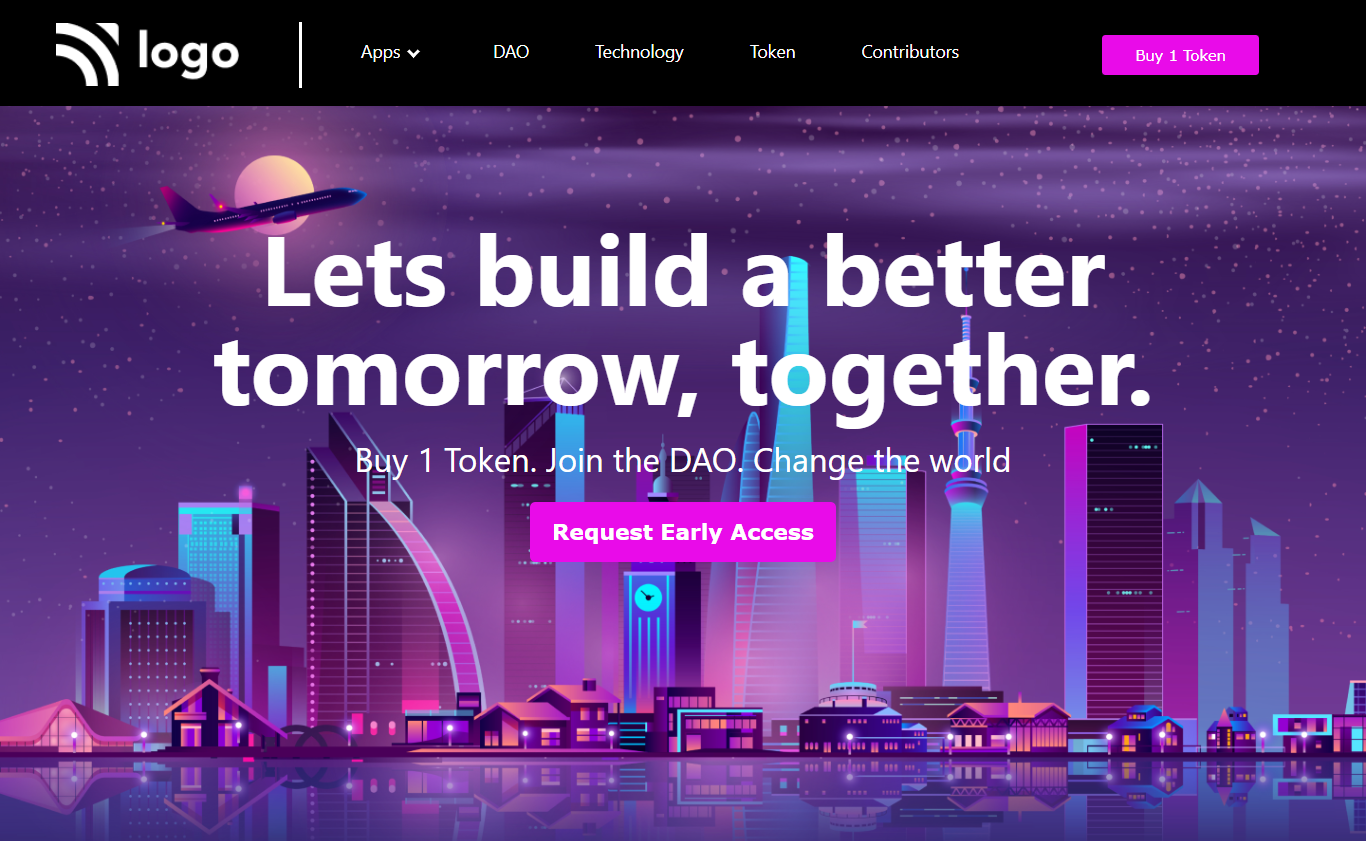 logo
Apps
DAO
Technology
Token
Contributors
Buy 1 Token
Lets build a better
tomorrow, together.
Buy 1 Token. Join the DAO. Change the world
Request Early Access